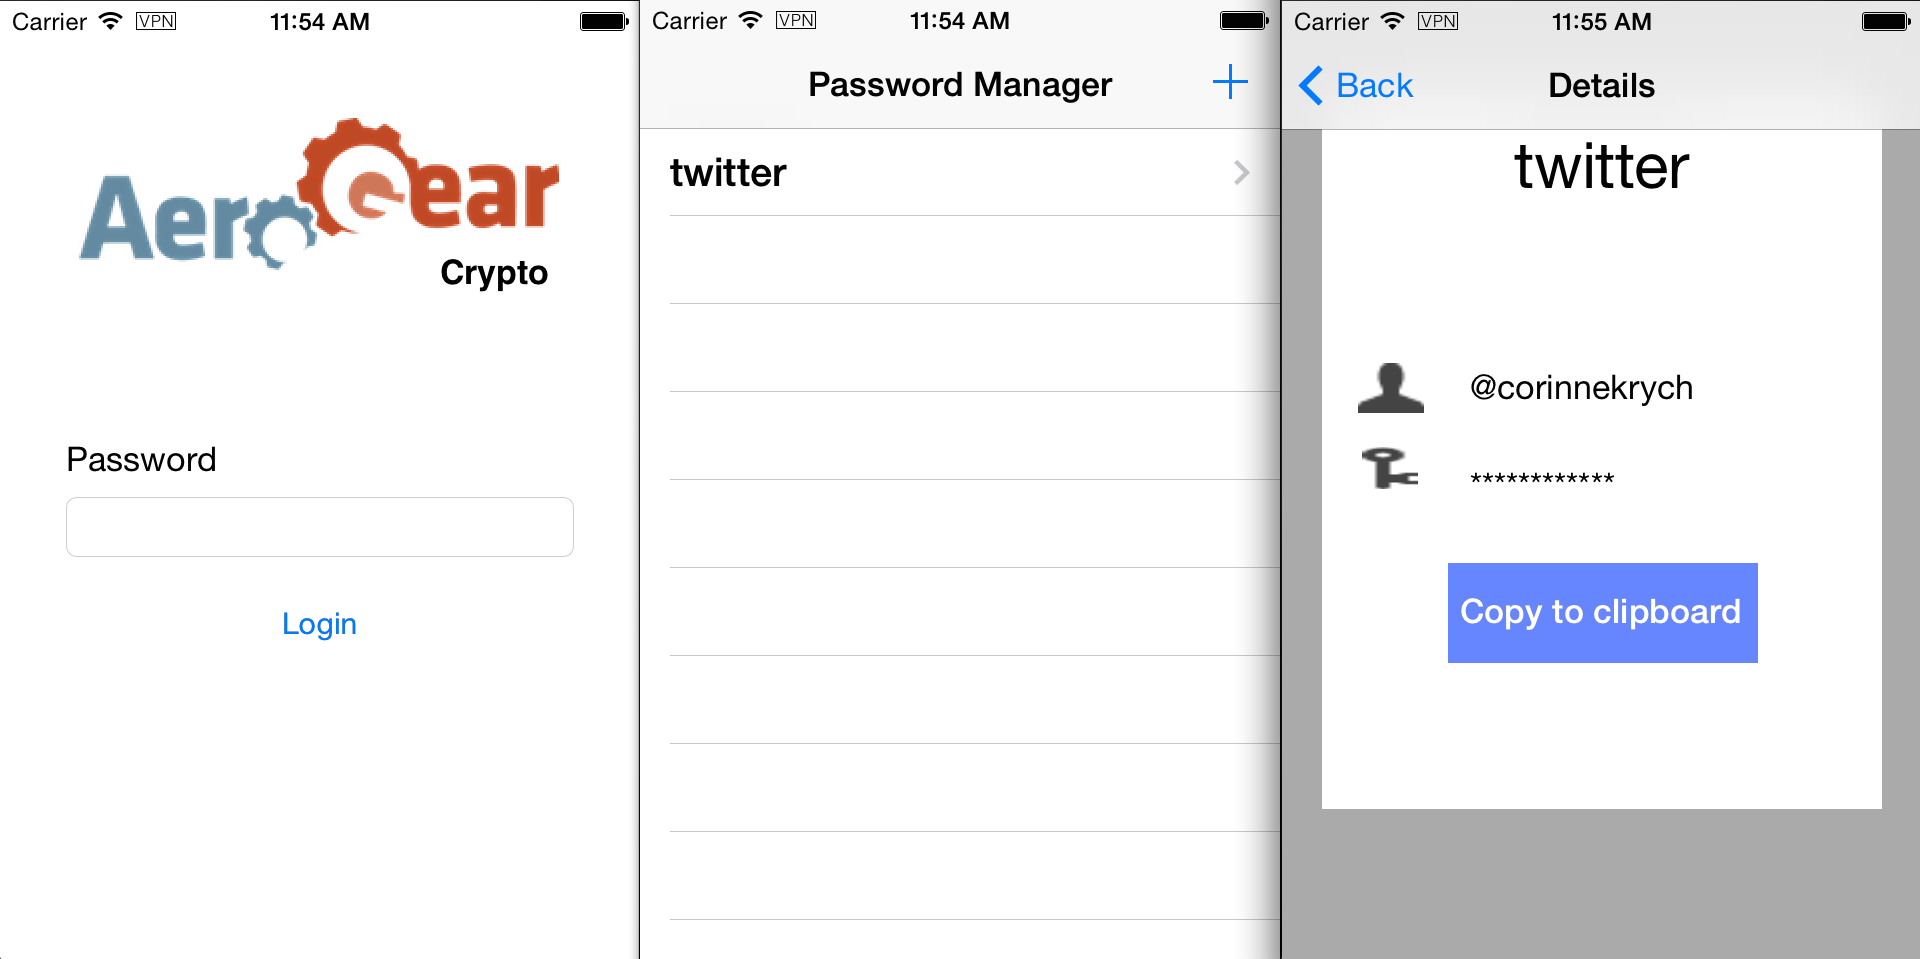 Carrier VPN 11:54 AM
AeroGear
Crypto
Password
Login
Carrier VPN 11:54 AM
Password Manager
twitter
Carrier VPN 11:55 AM
Back Details
twitter
@corinnekrych
************
Copy to clipboard